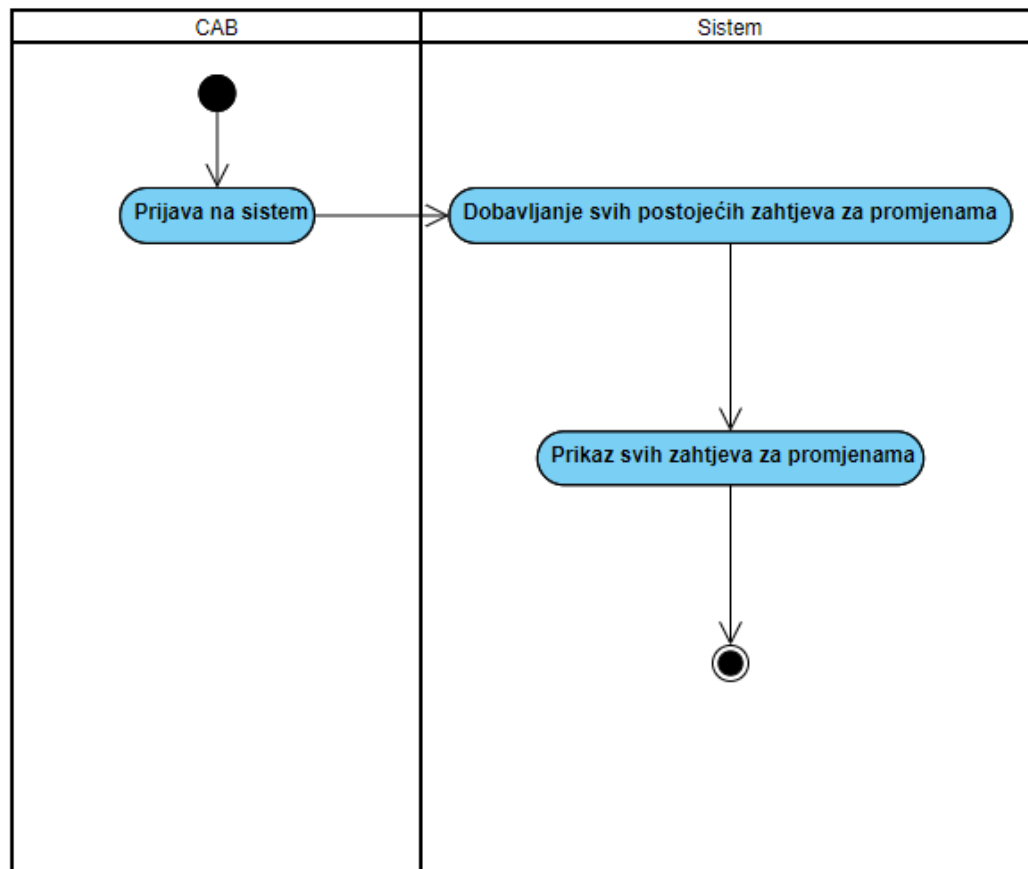 CAB
Sistem
Prijava na sistem
Dobavljanje svih postojećih zahtjeva za promjenama
Prikaz svih zahtjeva za promjenama